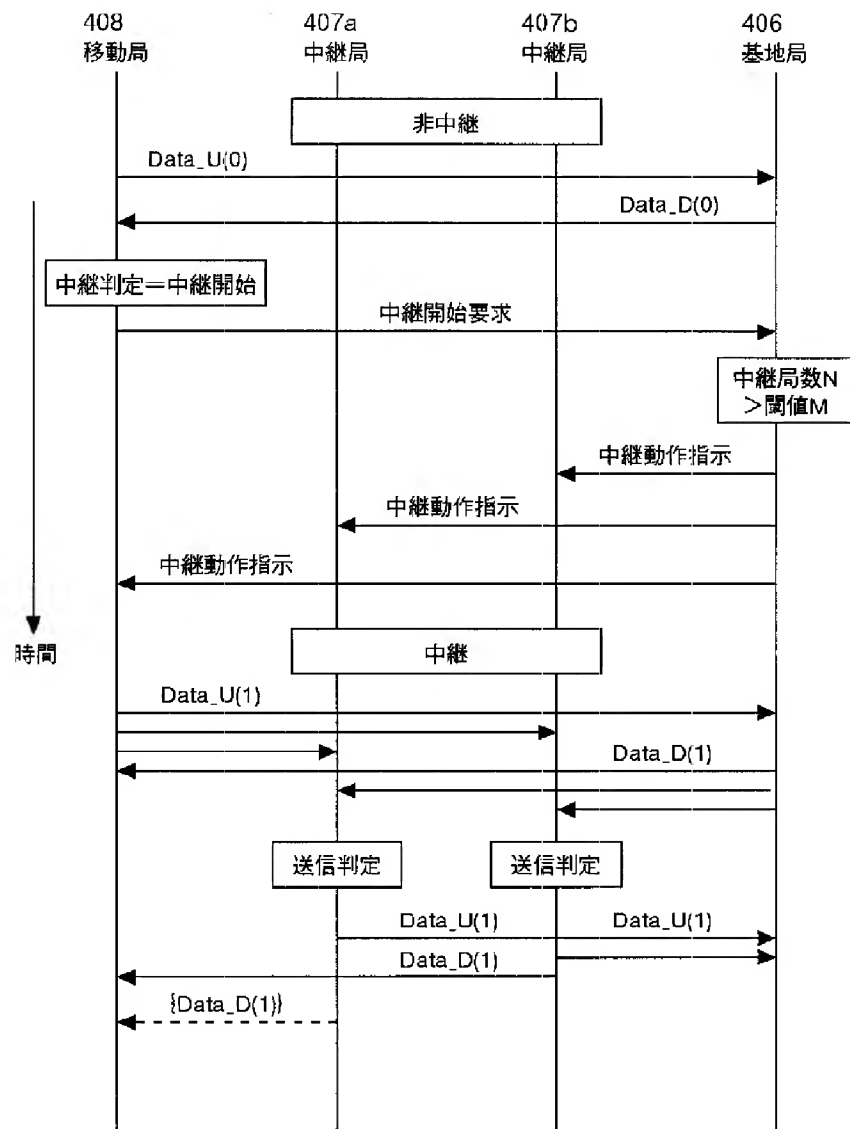 408
移動局
407a
中継局
407b
中継局
406
基地局
非中継
Data_U(0)
Data_D(0)
中継判定=中継開始
中継開始要求
中継局数N
>閾値M
中継動作指示
中継動作指示
中継動作指示
時間
中継
Data_U(1)
Data_D(1)
送信判定
送信判定
Data_U(1)
Data_U(1)
Data_D(1)
{Data_D(1)}